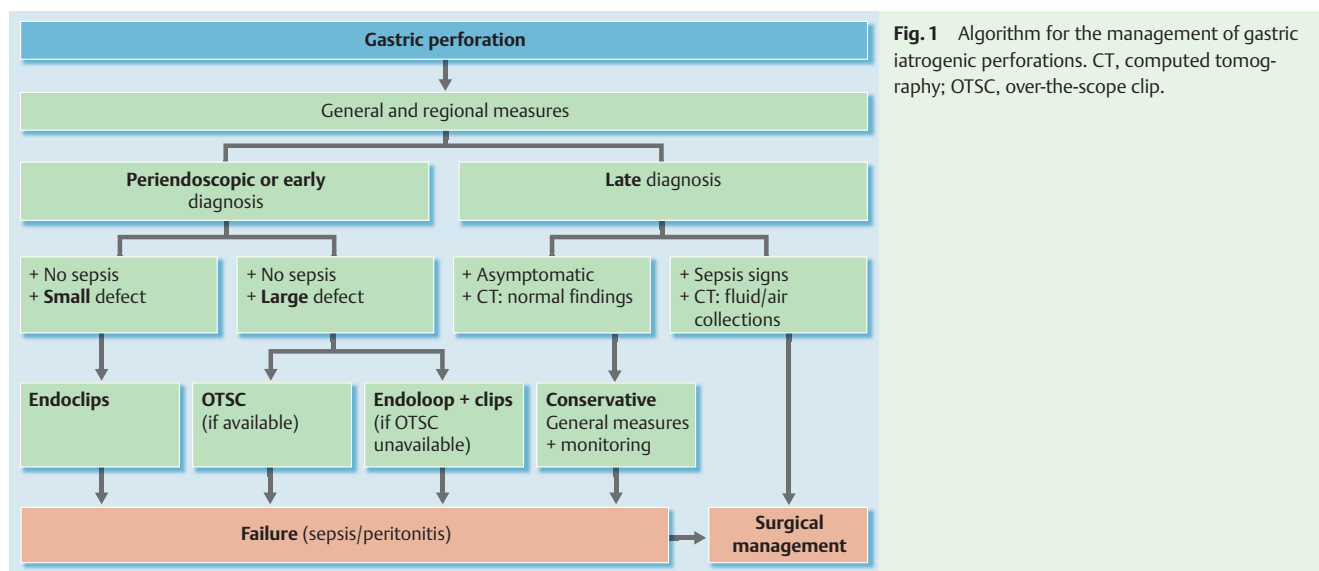 Gastric perforation
General and regional measures
Periendoscopic or early
diagnosis
Late diagnosis
+ No sepsis
+ Small defect
+ No sepsis
+ Large defect
+ Asymptomatic
+ CT: normal findings
+ Sepsis signs
+ CT: fluid/air
collections
Endoclips
OTSC
(if available)
Endoloop + clips
(if OTSC
unavailable)
Conservative
General measures
+ monitoring
Failure (sepsis/peritonitis)
Surgical
management
Fig. 1 Algorithm for the management of gastric
iatrogenic perforations. CT, computed tomog-
raphy; OTSC, over-the-scope clip.